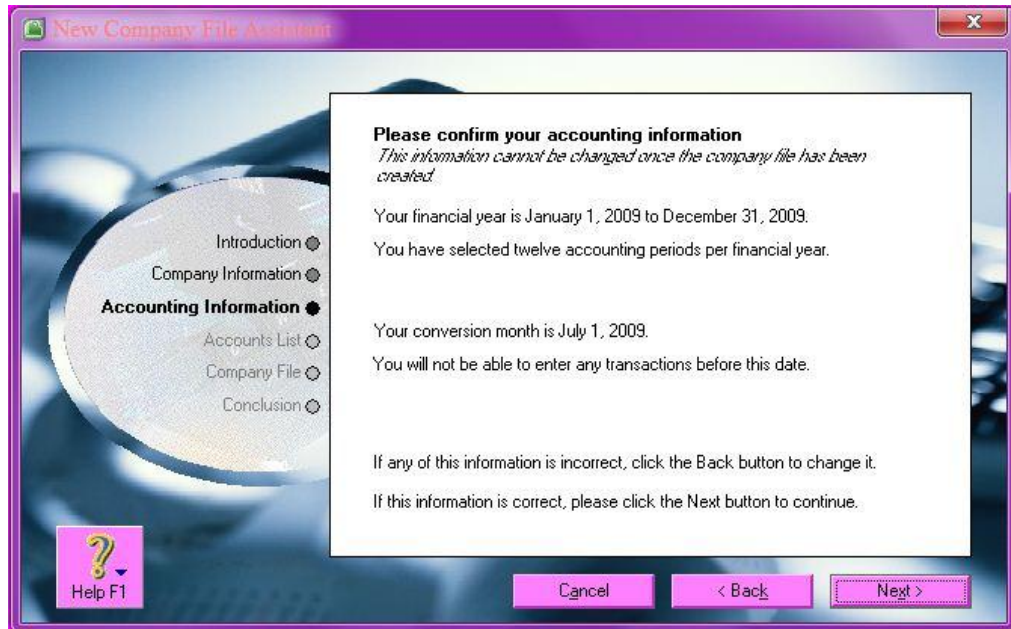 New Company File Assistant
Please confirm your accounting information
This information cannot be changed once the company file has been
created.
Your financial year is January 1, 2009 to December 31, 2009.
You have selected twelve accounting periods per financial year.
Introduction
Company Information
Accounting Information
Accounts List
Company File
Conclusion
Your conversion month is July 1, 2009.
You will not be able to enter any transactions before this date.
If any of this information is incorrect, click the Back button to change it.
If this information is correct, please click the Next button to continue.
Help F1
Cancel
< Back
Next >